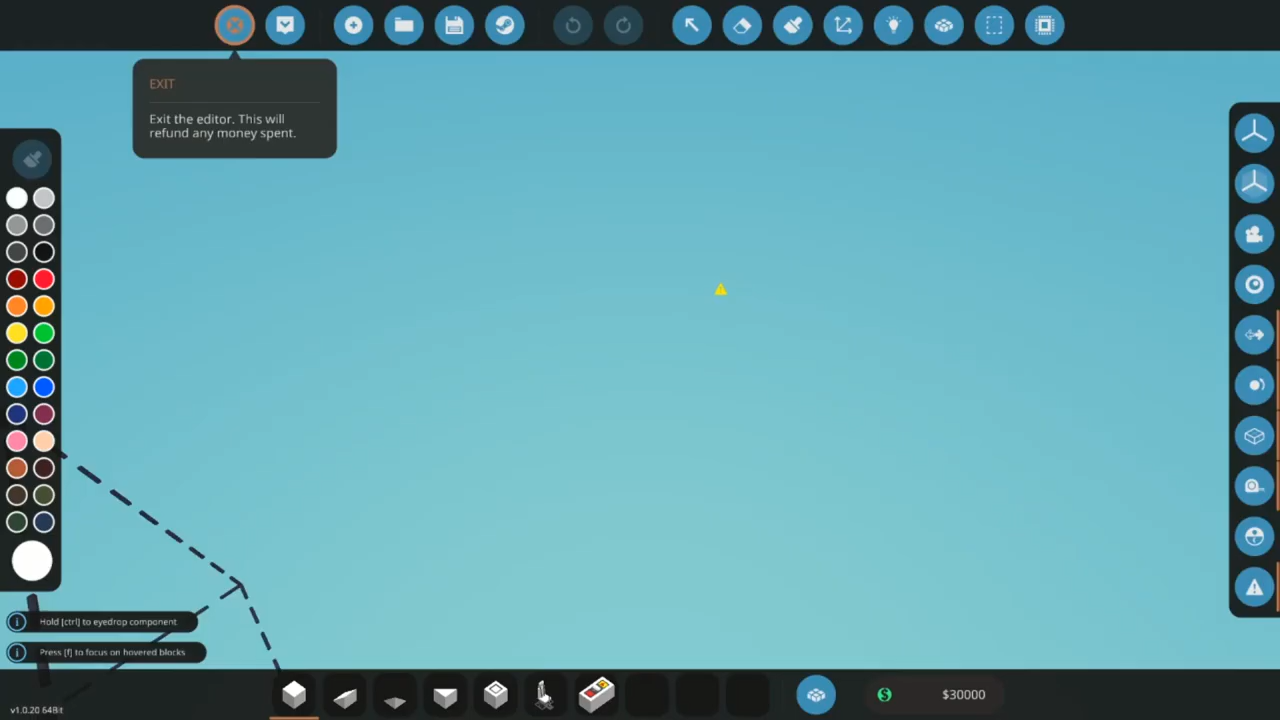 EXIT
Exit the editor. This will
refund any money spent.
Hold [ctrl] to eyedrop component
Press [f] to focus on hovered blocks
$30000
v1.0.20 64Bit